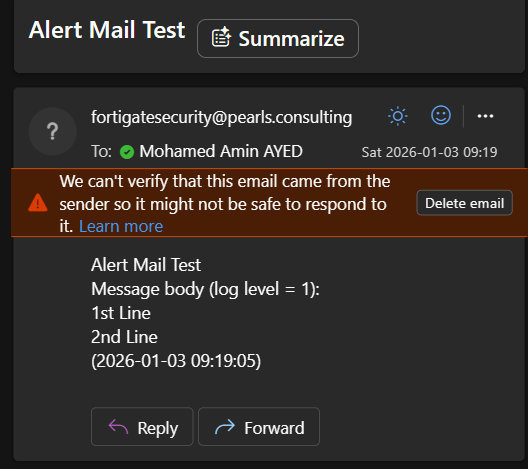 Alert Mail Test
Summarize
?
fortigatesecurity@pearls.consulting
To: Mohamed Amin AYED
Sat 2026-01-03 09:19
We can't verify that this email came from the
sender so it might not be safe to respond to
it. Learn more
Delete email
Alert Mail Test
Message body (log level = 1):
1st Line
2nd Line
(2026-01-03 09:19:05)
Reply
Forward